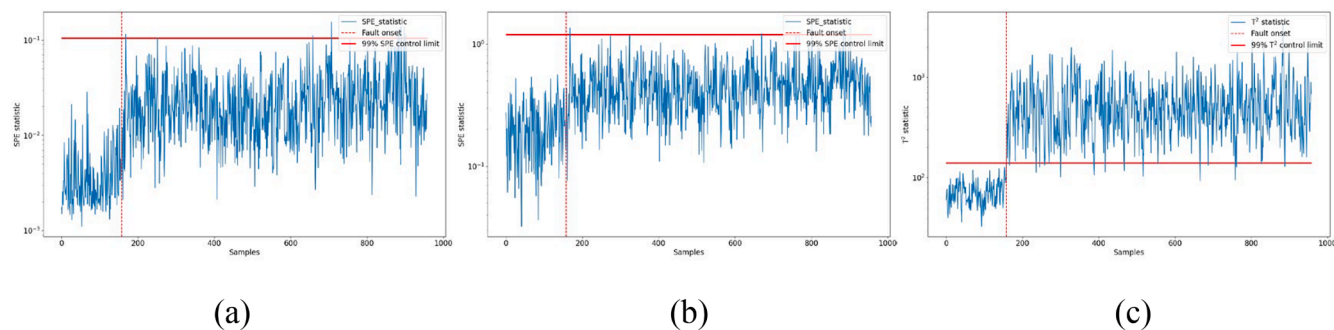 SPE_statistic
Fault onset
99% SPE control limit
10⁻¹
10⁻²
10⁻³
SPE statistic
0 200 400 600 800 1000
Samples
(a)
SPE_statistic
Fault onset
99% SPE control limit
10⁰
10⁻¹
SPE statistic
0 200 400 600 800 1000
Samples
(b)
T² statistic
Fault onset
99% T² control limit
10³
10²
T² statistic
0 200 400 600 800 1000
Samples
(c)